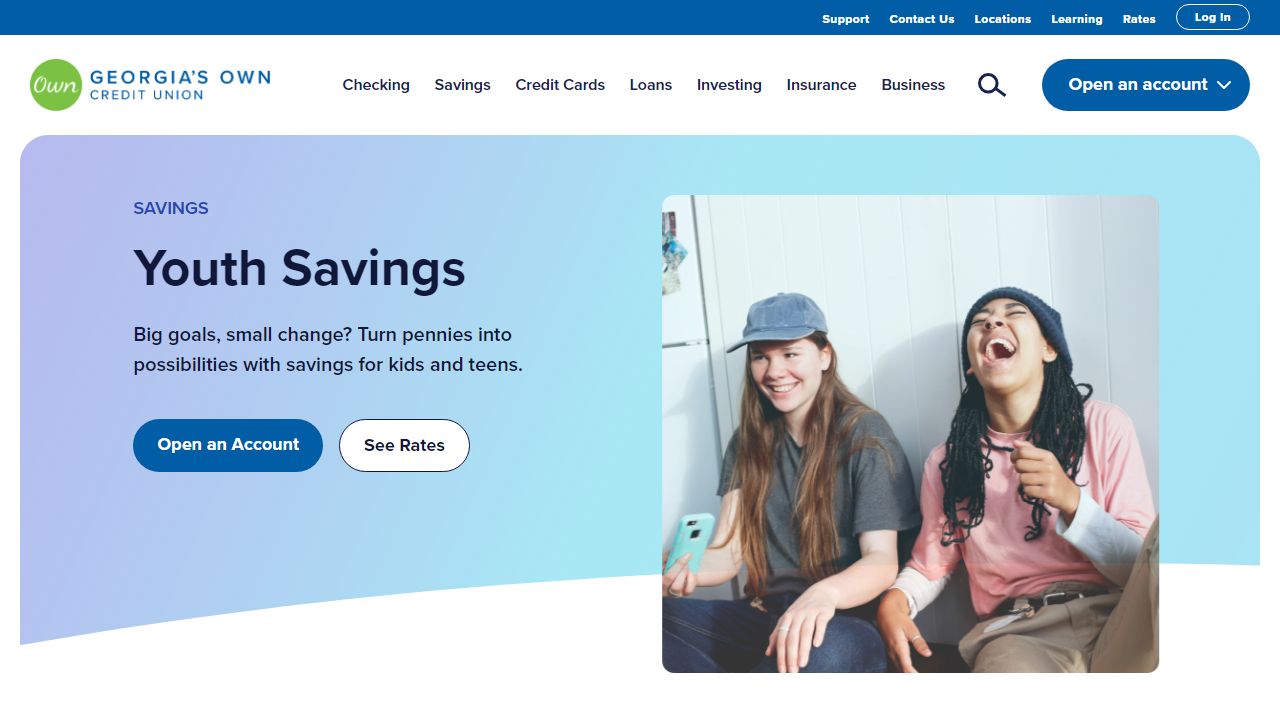 Support Contact Us Locations Learning Rates Log In
Own GEORGIA'S OWN
CREDIT UNION
Checking Savings Credit Cards Loans Investing Insurance Business Open an account
SAVINGS
Youth Savings
Big goals, small change? Turn pennies into
possibilities with savings for kids and teens.
Open an Account See Rates